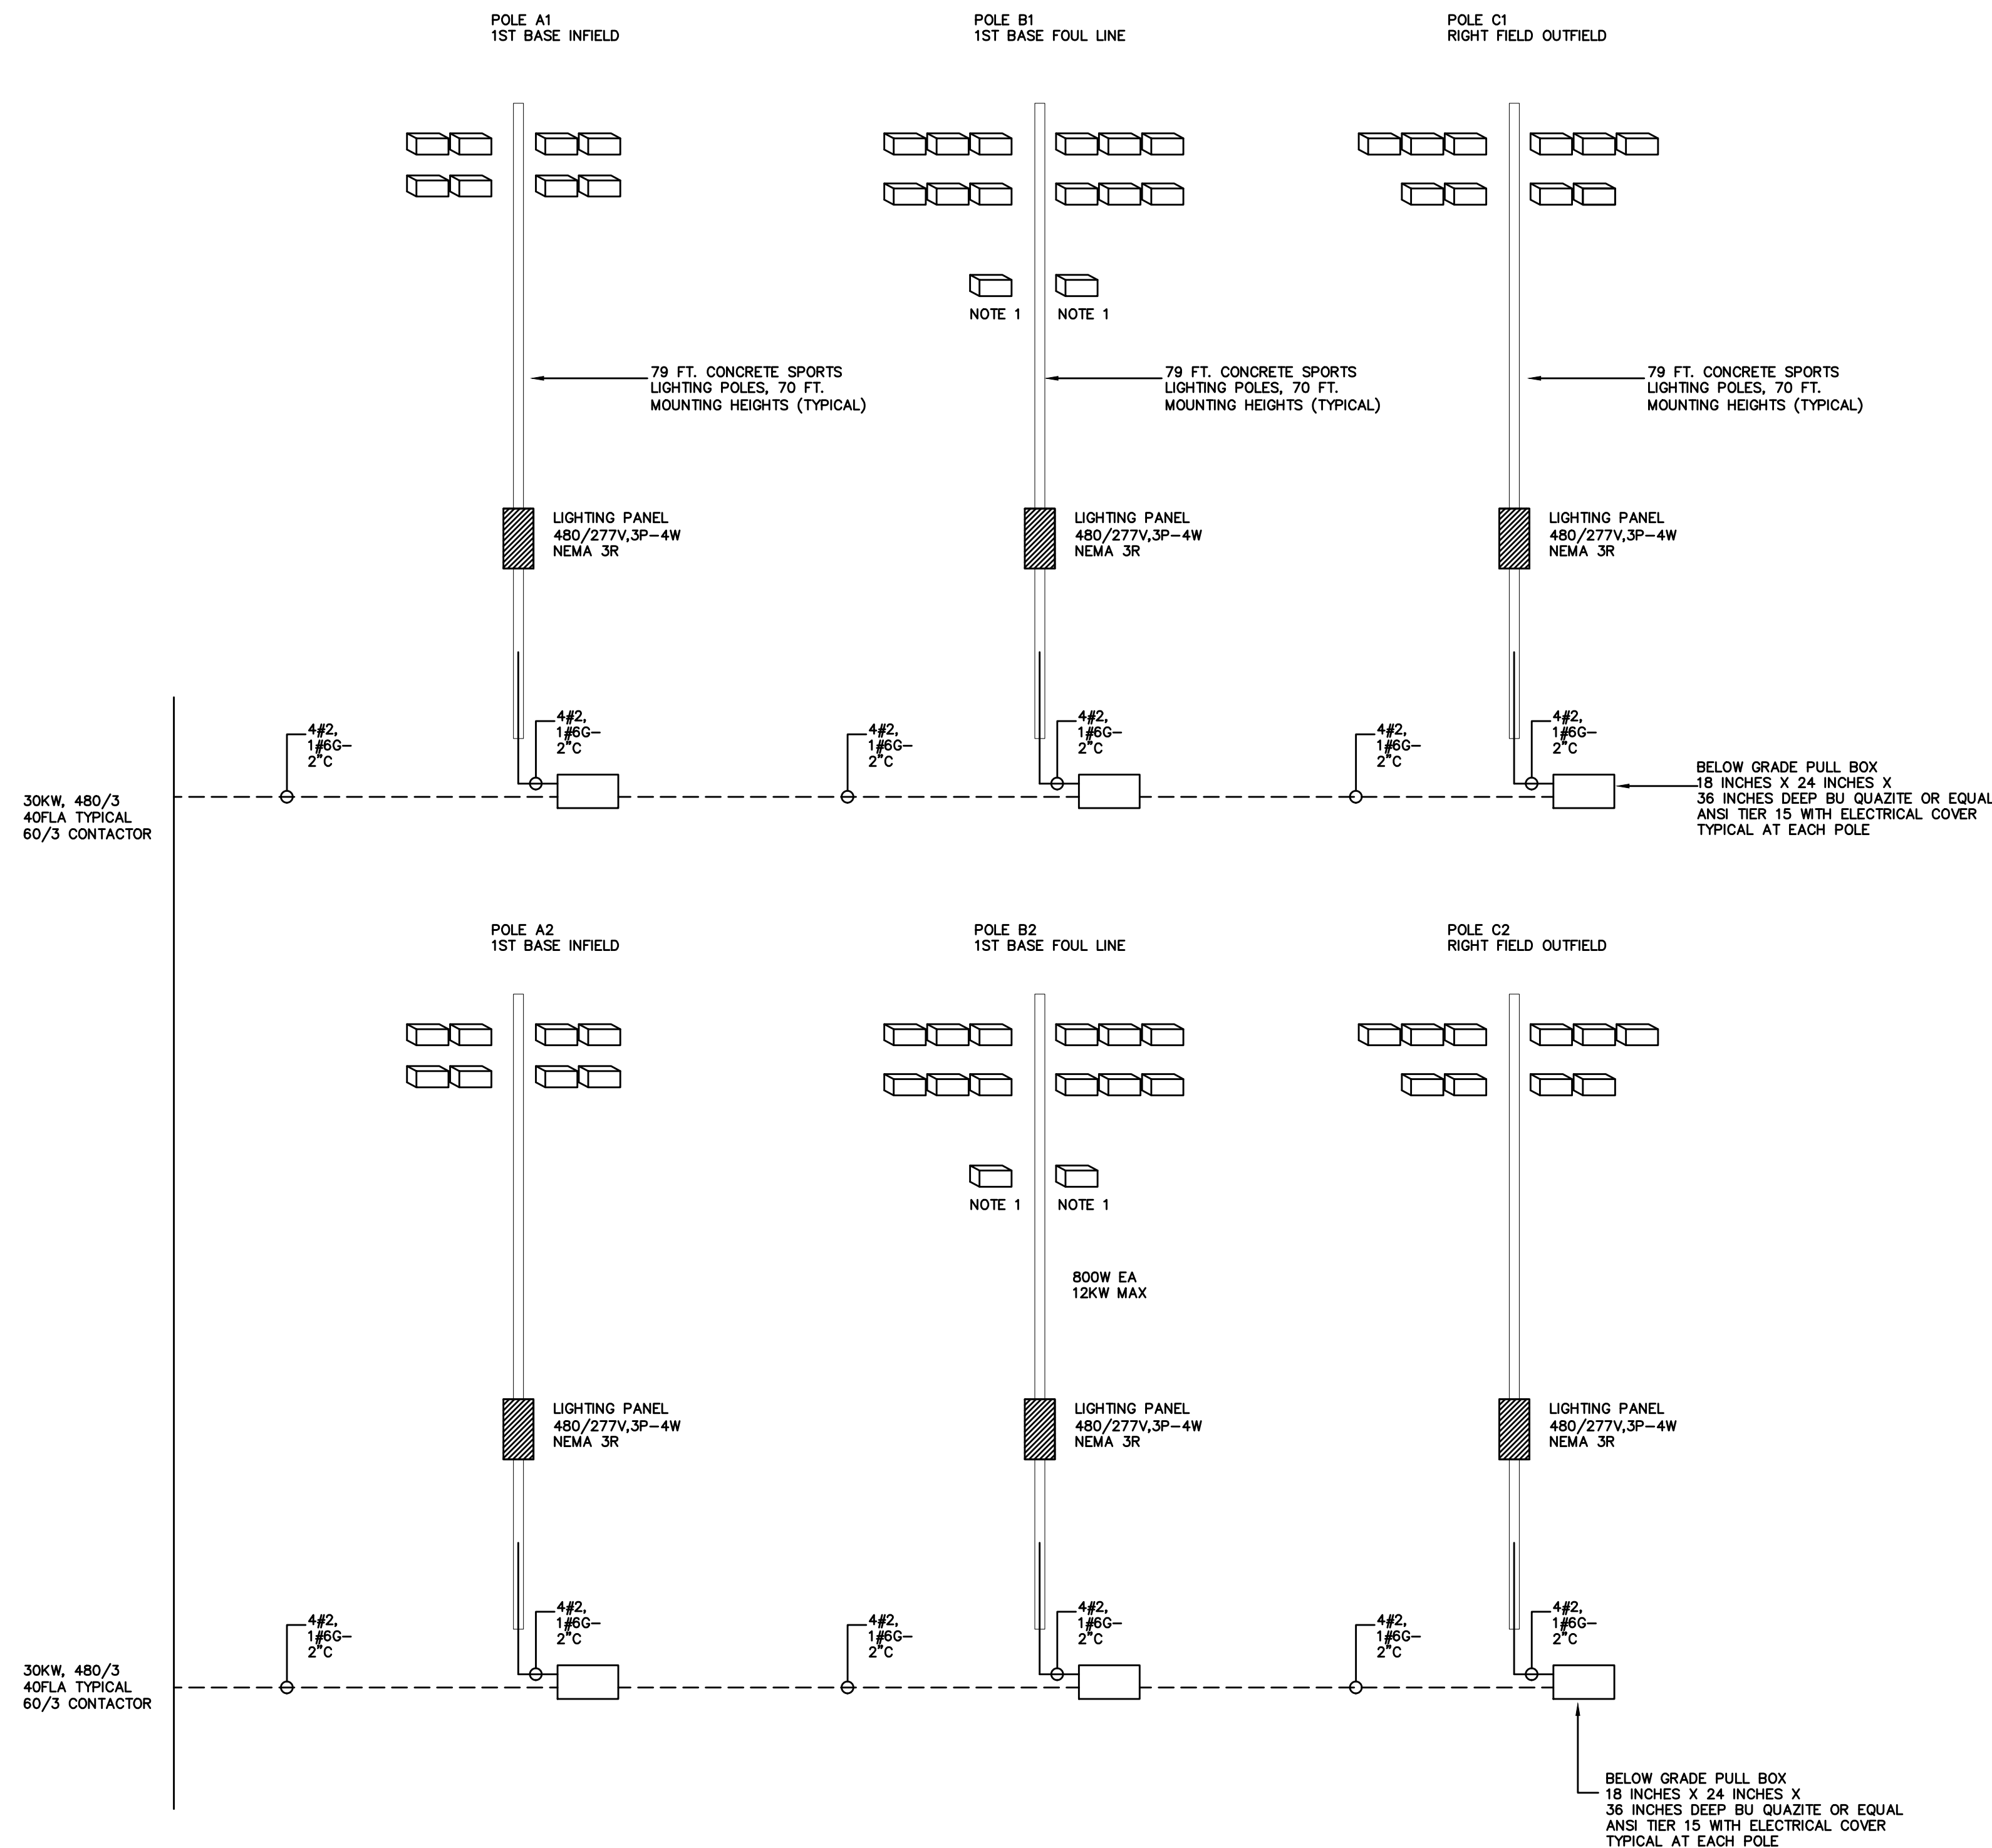 POLE A1
1ST BASE INFIELD
POLE B1
1ST BASE FOUL LINE
POLE C1
RIGHT FIELD OUTFIELD
NOTE 1
NOTE 1
79 FT. CONCRETE SPORTS
LIGHTING POLES, 70 FT.
MOUNTING HEIGHTS (TYPICAL)
79 FT. CONCRETE SPORTS
LIGHTING POLES, 70 FT.
MOUNTING HEIGHTS (TYPICAL)
79 FT. CONCRETE SPORTS
LIGHTING POLES, 70 FT.
MOUNTING HEIGHTS (TYPICAL)
LIGHTING PANEL
480/277V,3P-4W
NEMA 3R
LIGHTING PANEL
480/277V,3P-4W
NEMA 3R
LIGHTING PANEL
480/277V,3P-4W
NEMA 3R
30KW, 480/3
40FLA TYPICAL
60/3 CONTACTOR
4#2,
1#6G-
2"C
4#2,
1#6G-
2"C
4#2,
1#6G-
2"C
4#2,
1#6G-
2"C
4#2,
1#6G-
2"C
4#2,
1#6G-
2"C
BELOW GRADE PULL BOX
18 INCHES X 24 INCHES X
36 INCHES DEEP BU QUAZITE OR EQUAL
ANSI TIER 15 WITH ELECTRICAL COVER
TYPICAL AT EACH POLE
POLE A2
1ST BASE INFIELD
POLE B2
1ST BASE FOUL LINE
POLE C2
RIGHT FIELD OUTFIELD
NOTE 1
NOTE 1
800W EA
12KW MAX
LIGHTING PANEL
480/277V,3P-4W
NEMA 3R
LIGHTING PANEL
480/277V,3P-4W
NEMA 3R
LIGHTING PANEL
480/277V,3P-4W
NEMA 3R
30KW, 480/3
40FLA TYPICAL
60/3 CONTACTOR
4#2,
1#6G-
2"C
4#2,
1#6G-
2"C
4#2,
1#6G-
2"C
4#2,
1#6G-
2"C
4#2,
1#6G-
2"C
4#2,
1#6G-
2"C
BELOW GRADE PULL BOX
18 INCHES X 24 INCHES X
36 INCHES DEEP BU QUAZITE OR EQUAL
ANSI TIER 15 WITH ELECTRICAL COVER
TYPICAL AT EACH POLE